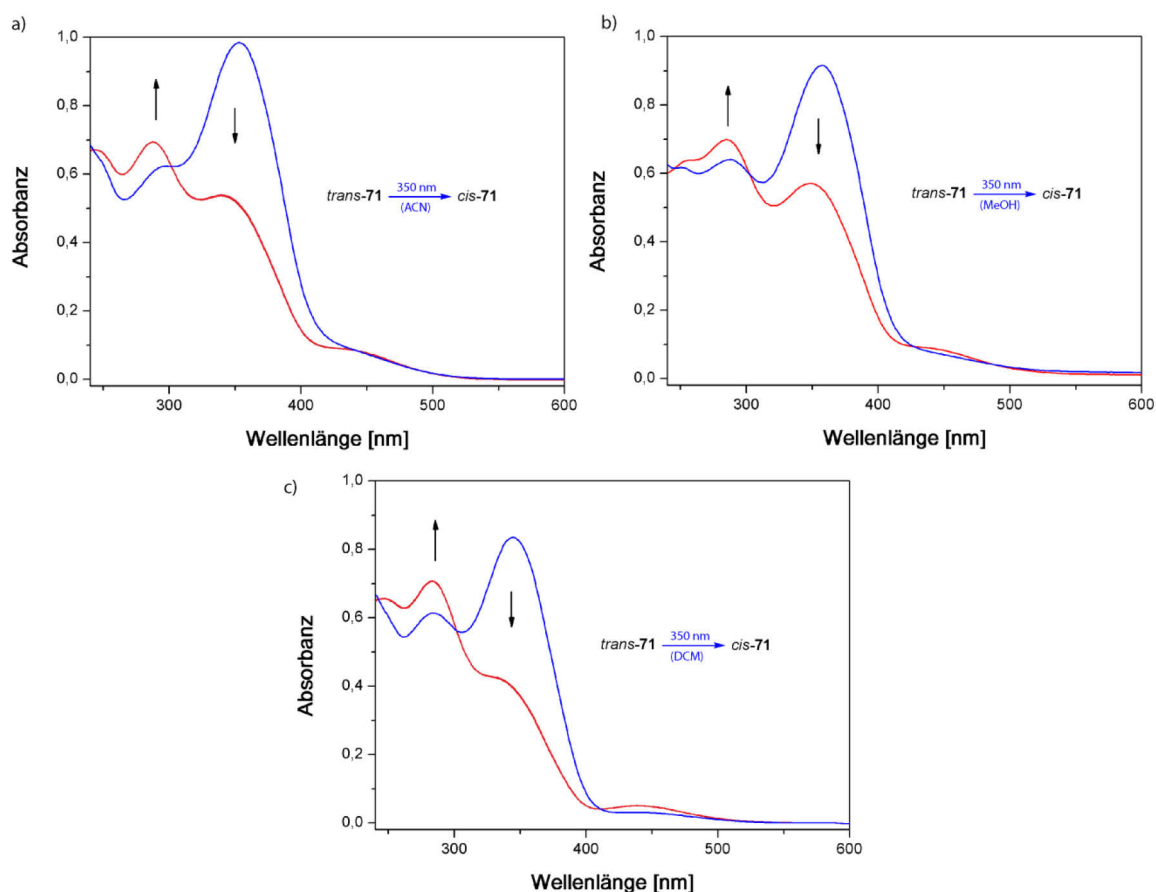 a)
1,0
0,8
0,6
0,4
0,2
0,0
Absorbanz
300
400
500
600
Wellenlänge [nm]
trans-71 350 nm (ACN) cis-71
b)
1,0
0,8
0,6
0,4
0,2
0,0
Absorbanz
300
400
500
600
Wellenlänge [nm]
trans-71 350 nm (MeOH) cis-71
c)
1,0
0,8
0,6
0,4
0,2
0,0
Absorbanz
300
400
500
600
Wellenlänge [nm]
trans-71 350 nm (DCM) cis-71